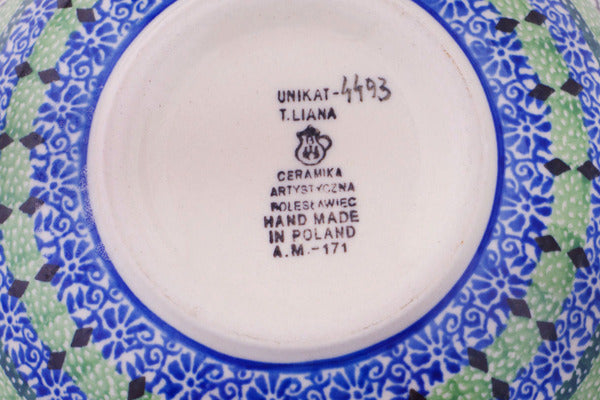 UNIKAT-4493
T.LIANA
CERAMIKA
ARTYSTYCZNA
BOLESŁAWIEC
HAND MADE
IN POLAND
A.M.-171